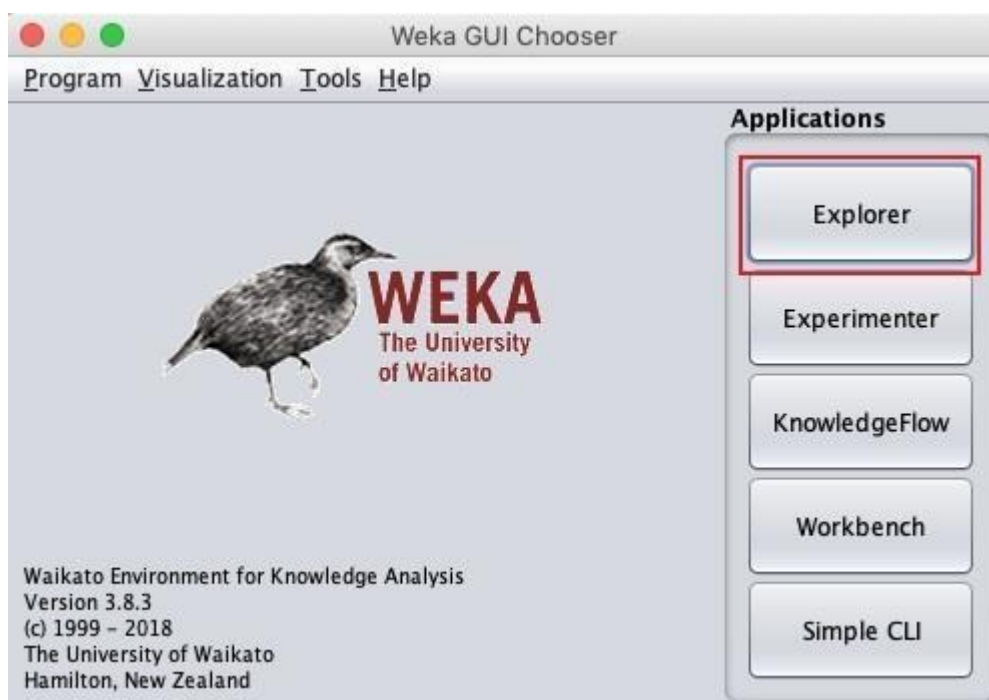 Weka GUI Chooser
Program Visualization Tools Help
Applications
Explorer
Experimenter
KnowledgeFlow
Workbench
Simple CLI
WEKA
The University
of Waikato
Waikato Environment for Knowledge Analysis
Version 3.8.3
(c) 1999 – 2018
The University of Waikato
Hamilton, New Zealand